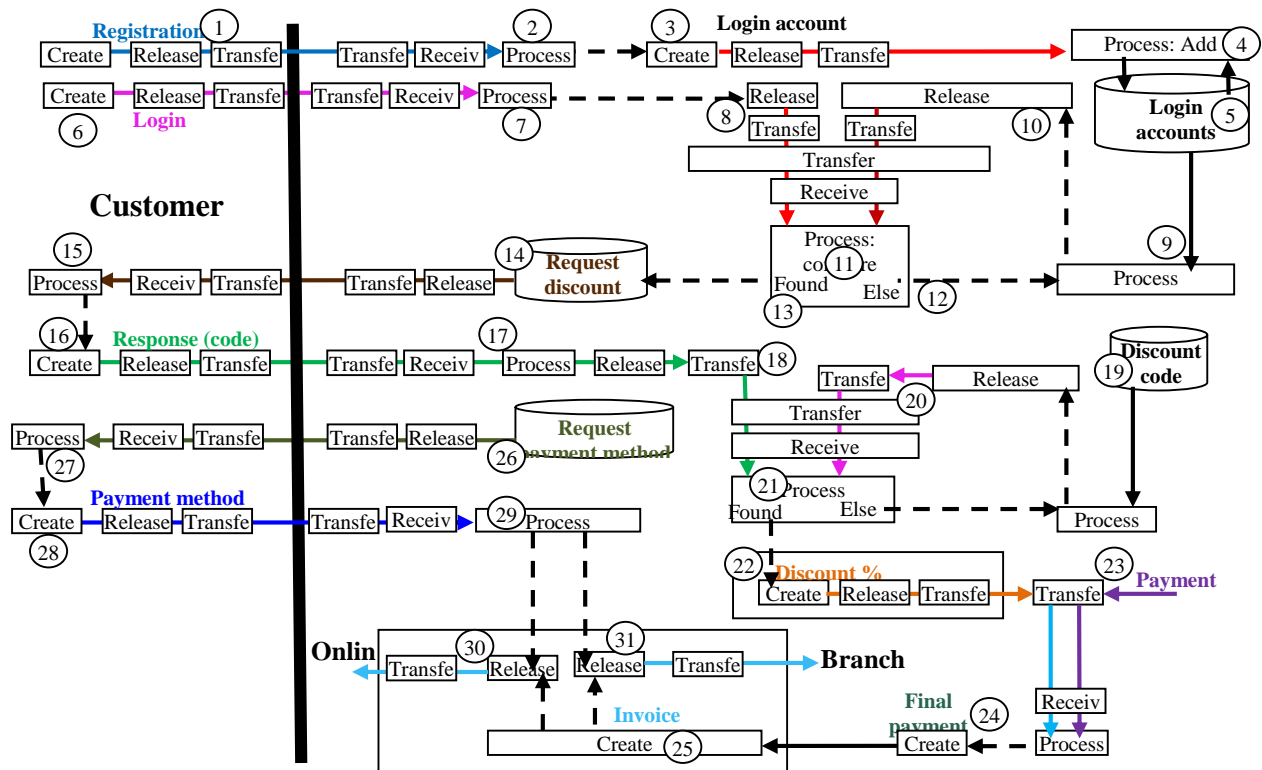 Registration 1 2 3 Login account
Create Release Transfe Transfe Receiv Process Create Release Transfe Process: Add 4
Create Release Transfe Transfe Receiv Process Release Release
6 Login 7 8 Transfe Transfe 10 Login 5
accounts
Transfer
Receive
Customer
15 14 Process: 9
Process Receiv Transfe Transfe Release Request 11 Process
discount Found Else 12
13
16 Response (code) 17
Create Release Transfe Transfe Receiv Process Release Transfe 18 Discount
19 code
Transfe Release
Transfer 20
Process Receiv Transfe Transfe Release Request Receive
27 26 payment method
Payment method 21 Process
Create Release Transfe Transfe Receiv 29 Process Found Else Process
28
22 Discount % 23
Create Release Transfe Transfe Payment
Onlin 30 31 Branch
Transfe Release Release Transfe
Receiv
Invoice Final
payment 24
Create 25 Create Process